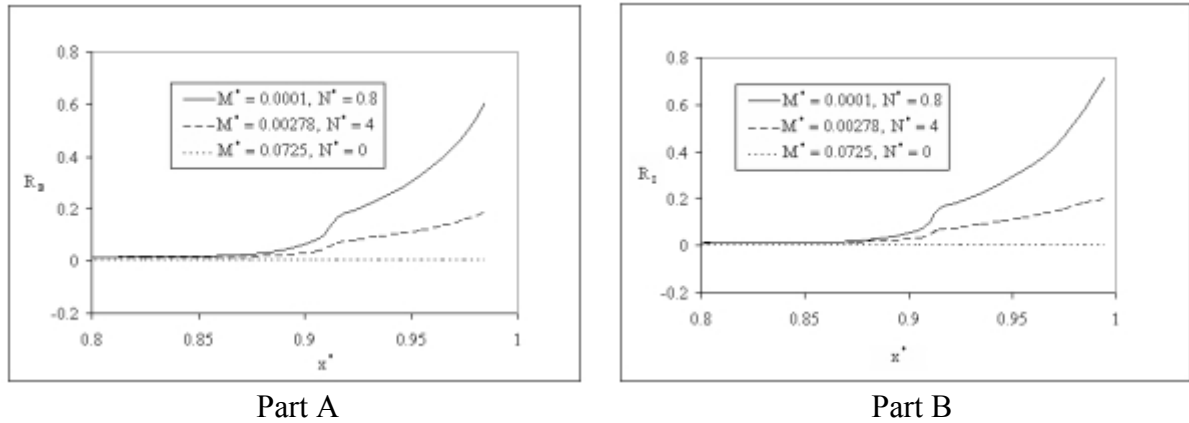 0.8
0.6
0.4
0.2
0
-0.2
R_B
M* = 0.0001, N* = 0.8
M* = 0.00278, N* = 4
M* = 0.0725, N* = 0
0.8 0.85 0.9 0.95 1
x*
Part A
0.8
0.6
0.4
0.2
0
-0.2
M* = 0.0001, N* = 0.8
M* = 0.00278, N* = 4
M* = 0.0725, N* = 0
0.8 0.85 0.9 0.95 1
x*
Part B